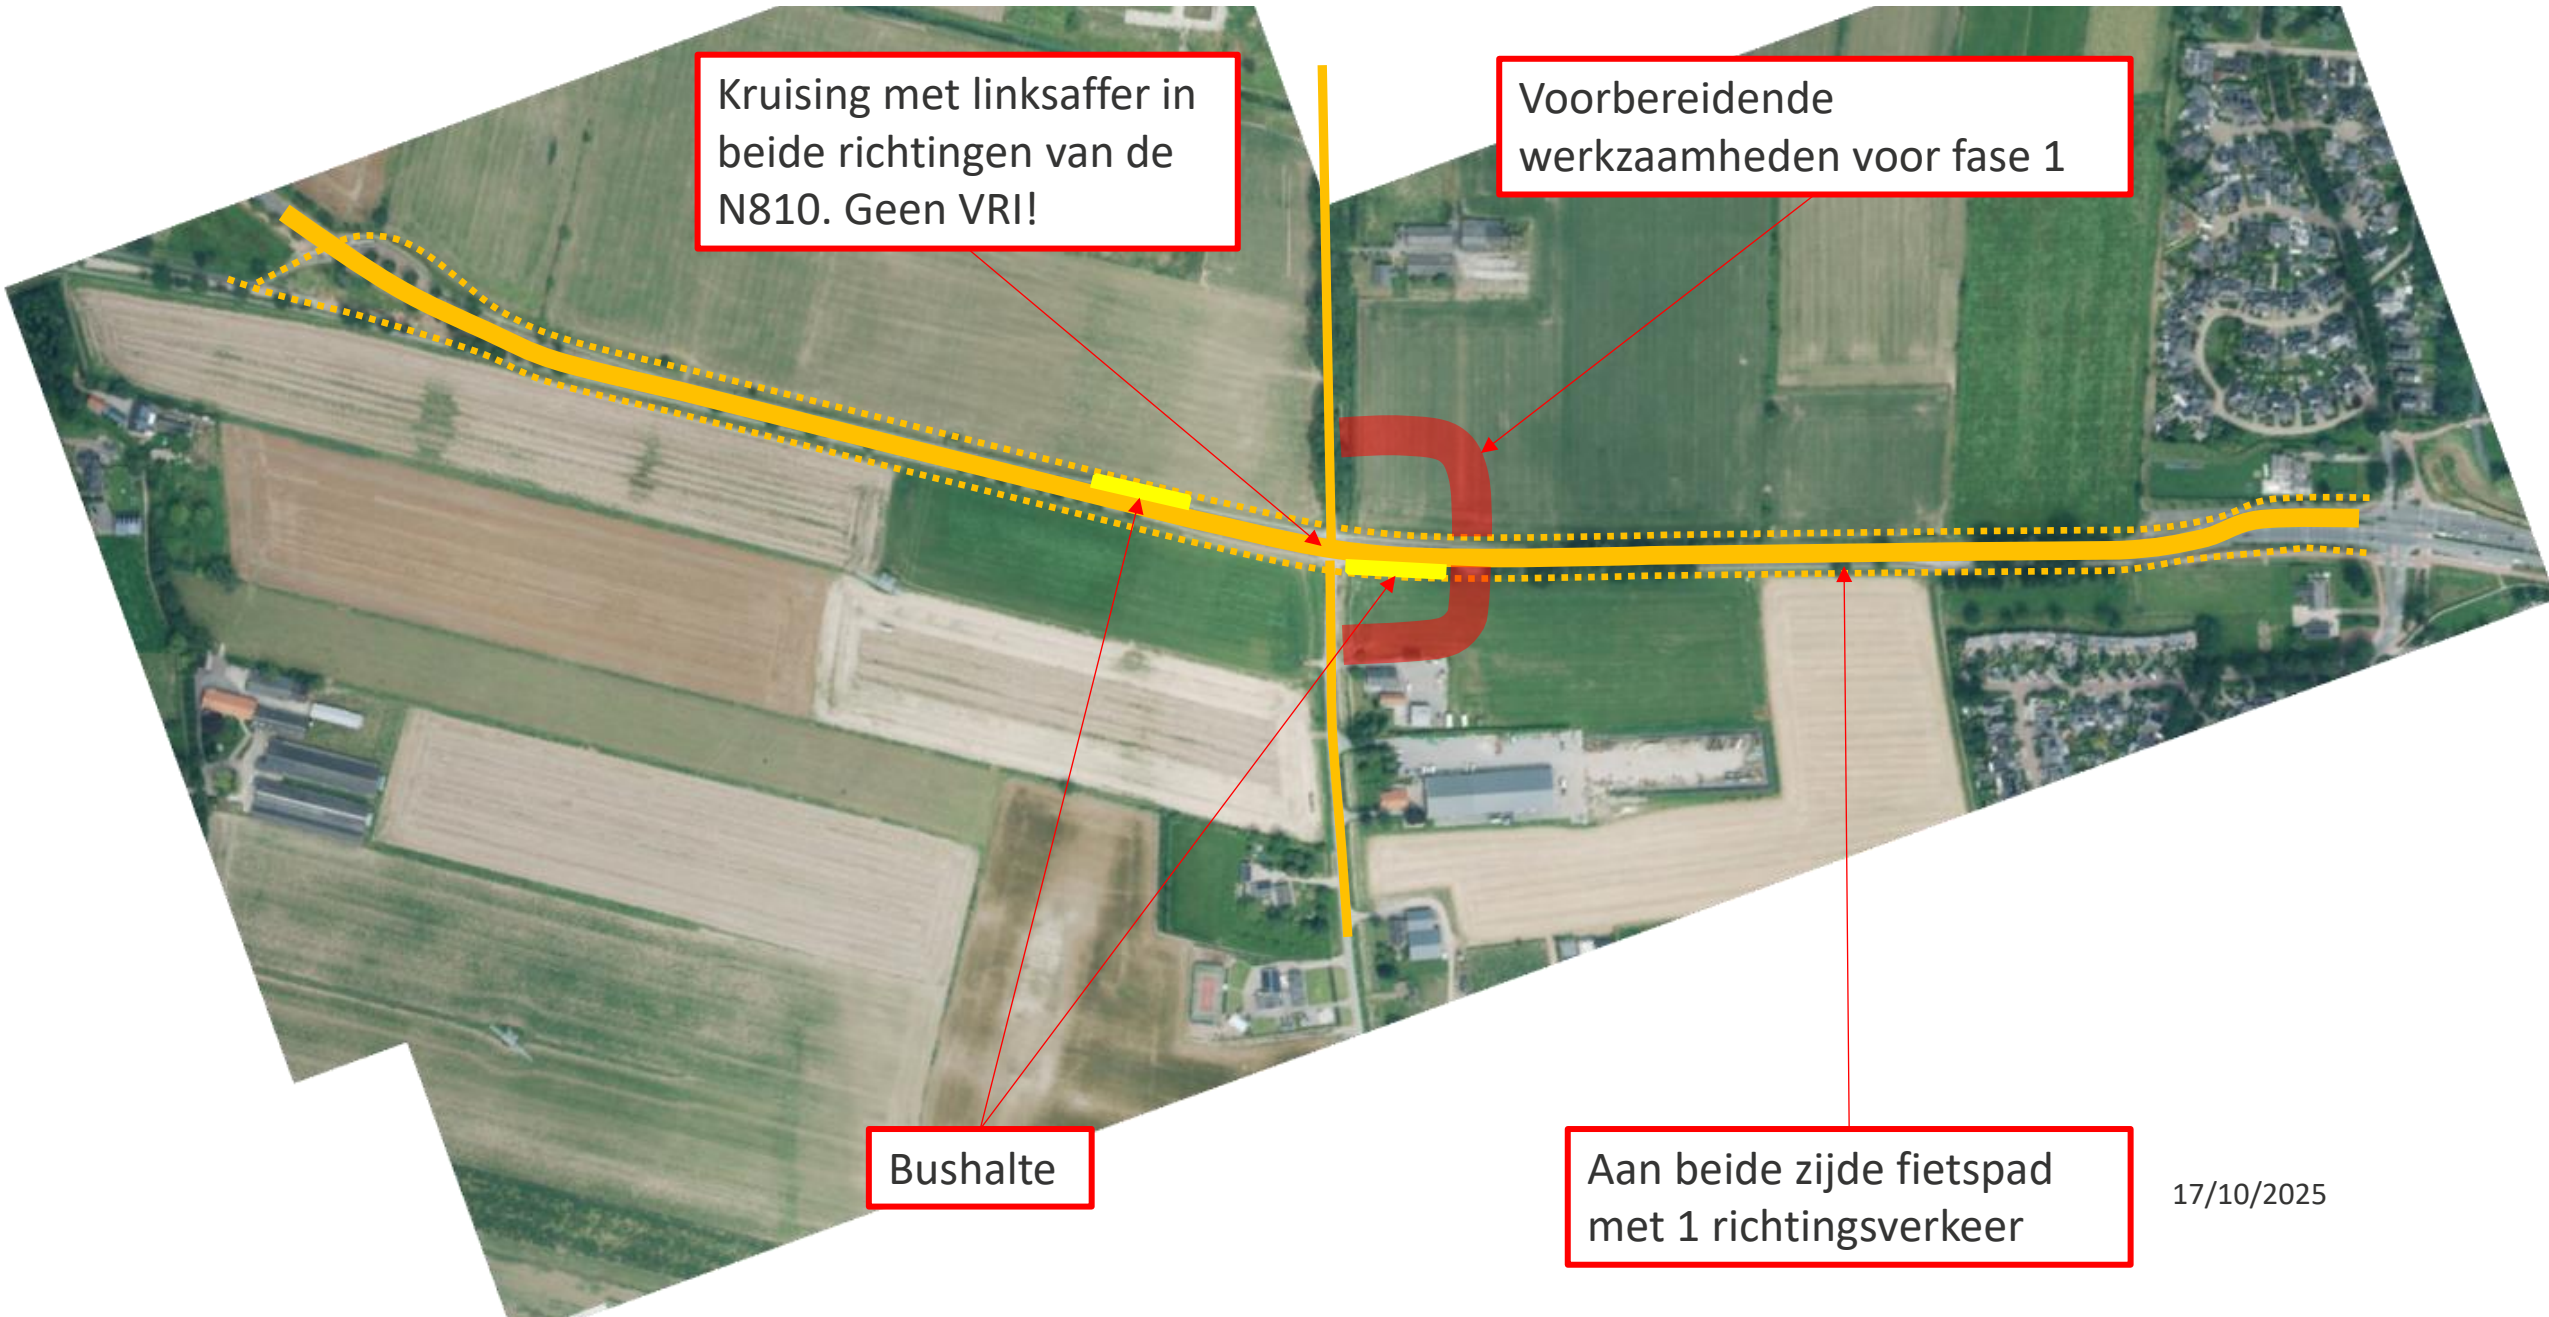 Kruising met linksaffer in
beide richtingen van de
N810. Geen VRI!
Voorbereidende
werkzaamheden voor fase 1
Bushalte
Aan beide zijde fietspad
met 1 richtingsverkeer
17/10/2025